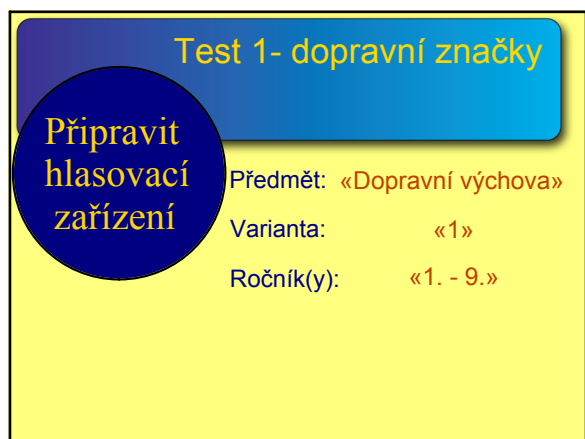 Test 1- dopravní značky
Připravit
hlasovací
zařízení
Předmět: «Dopravní výchova»
Varianta: «1»
Ročník(y): «1. - 9.»